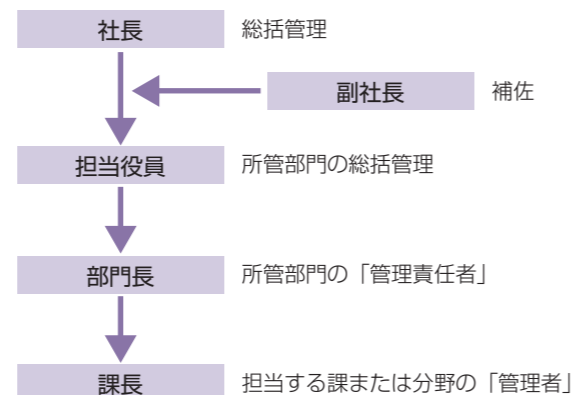 社長 総括管理
副社長 補佐
担当役員 所管部門の総括管理
部門長 所管部門の「管理責任者」
課長 担当する課または分野の「管理者」